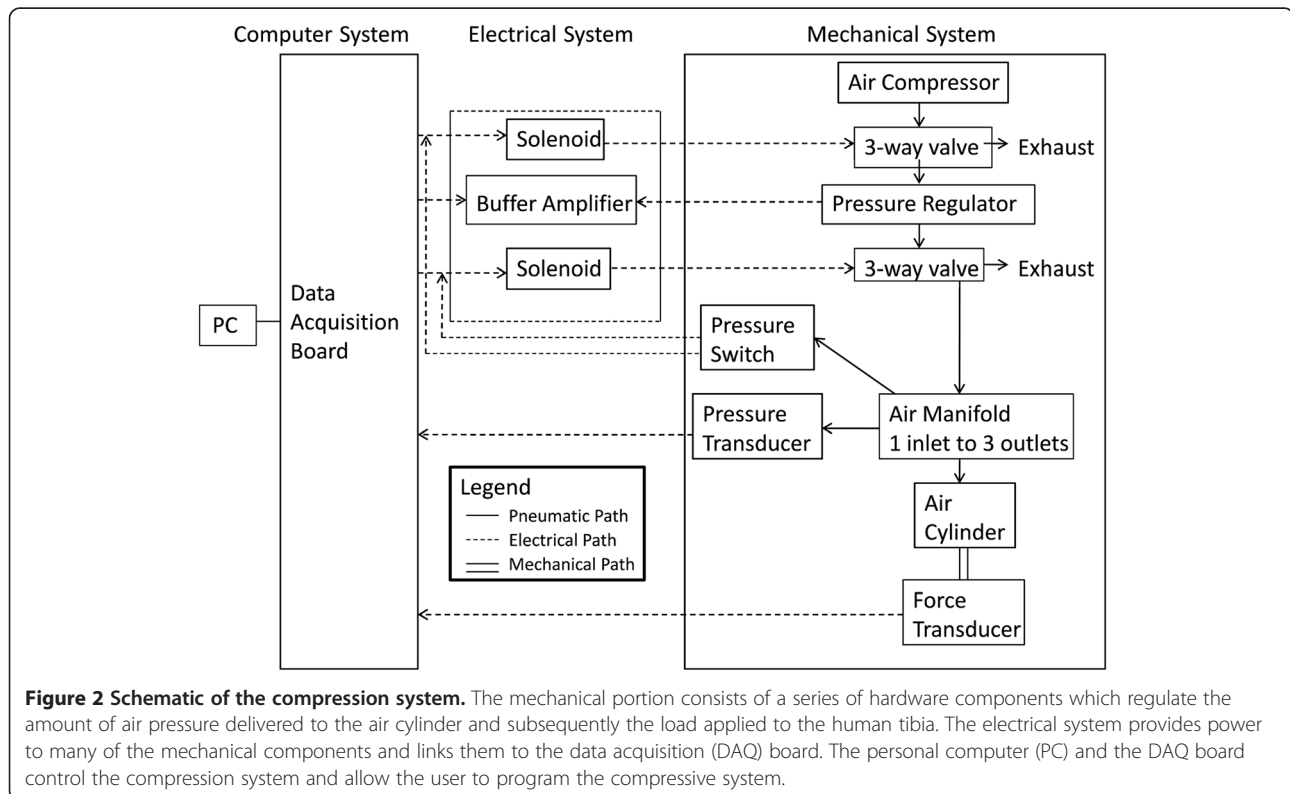 Computer System
Electrical System
Mechanical System
Air Compressor
Solenoid
3-way valve
Exhaust
Buffer Amplifier
Pressure Regulator
Solenoid
3-way valve
Exhaust
PC
Data
Acquisition
Board
Pressure
Switch
Pressure
Transducer
Air Manifold
1 inlet to 3 outlets
Legend
Pneumatic Path
Electrical Path
Mechanical Path
Air
Cylinder
Force
Transducer
Figure 2 Schematic of the compression system. The mechanical portion consists of a series of hardware components which regulate the
amount of air pressure delivered to the air cylinder and subsequently the load applied to the human tibia. The electrical system provides power
to many of the mechanical components and links them to the data acquisition (DAQ) board. The personal computer (PC) and the DAQ board
control the compression system and allow the user to program the compressive system.